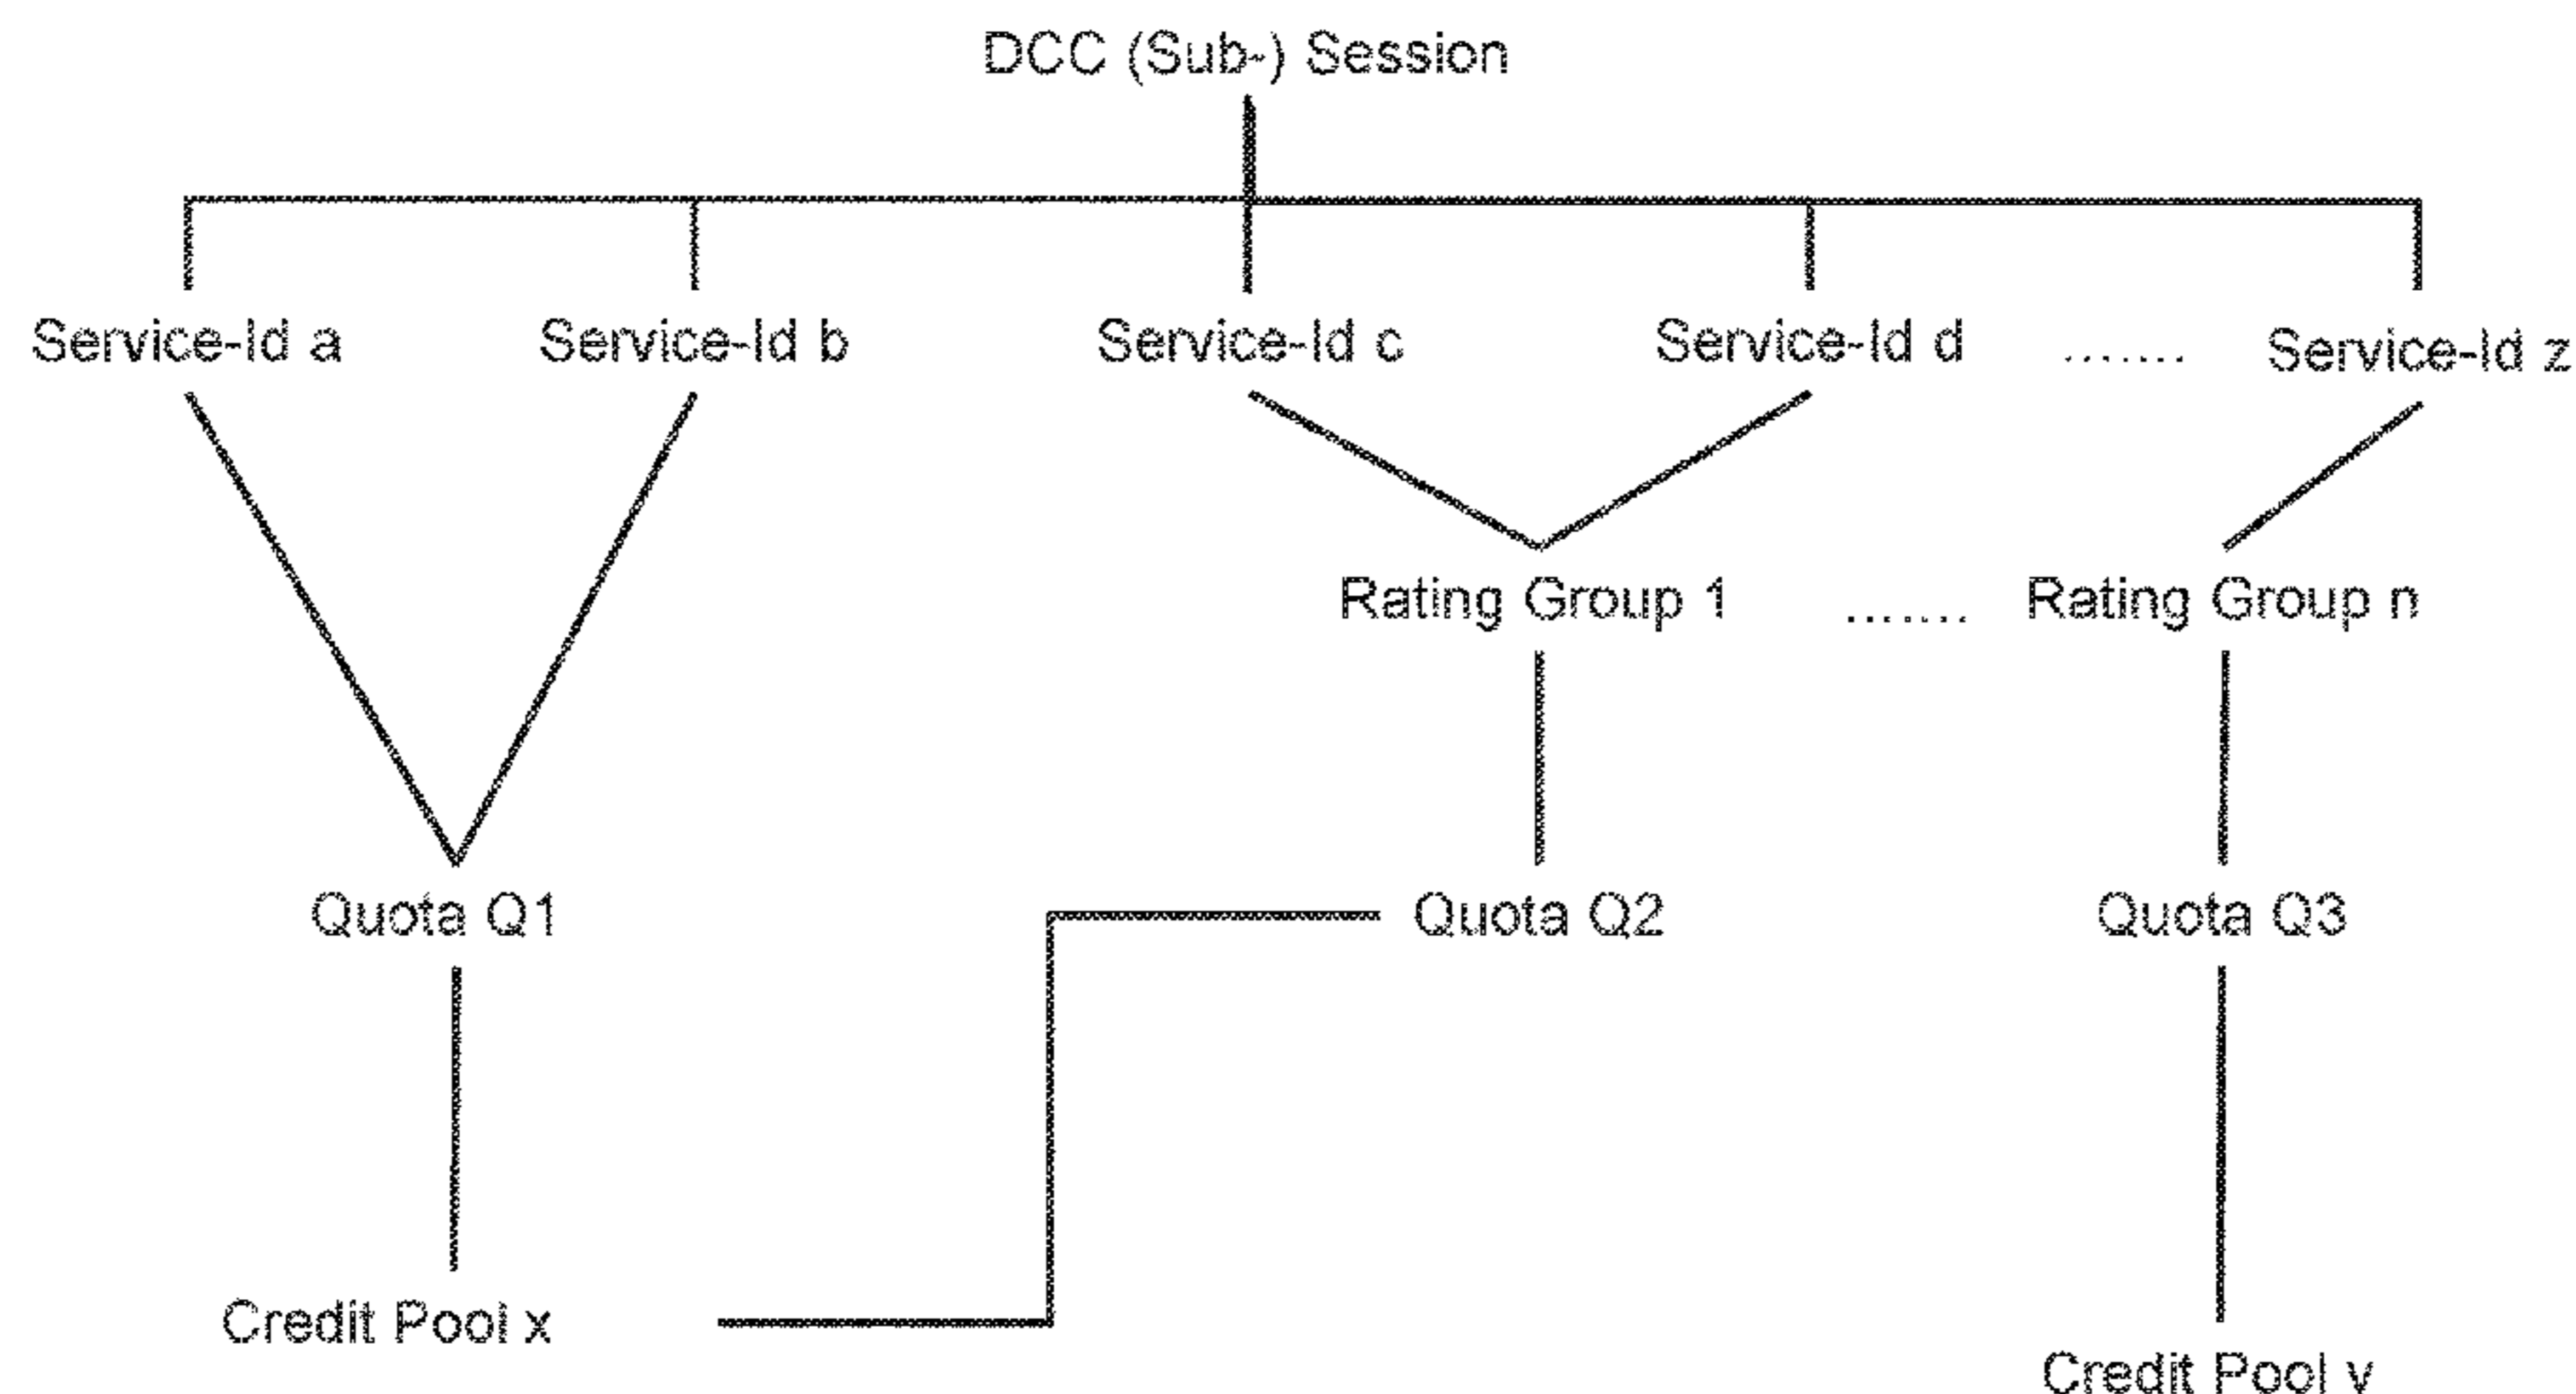 DCC (Sub-) Session
Service-Id a Service-Id b Service-Id c Service-Id d ....... Service-Id z
Rating Group 1 ....... Rating Group n
Quota Q1 Quota Q2 Quota Q3
Credit Pool x
Credit Pool